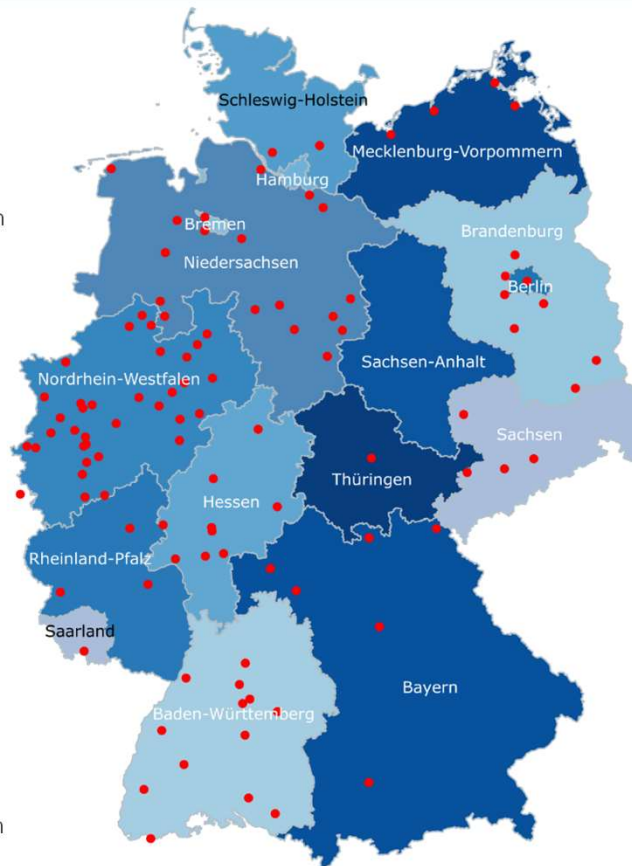 Schleswig-Holstein
Mecklenburg-Vorpommern
Hamburg
n
Bremen
Brandenburg
Niedersachsen
Berlin
Sachsen-Anhalt
Nordrhein-Westfalen
Sachsen
Thüringen
Hessen
Rheinland-Pfalz
Saarland
Bayern
Baden-Württemberg
n